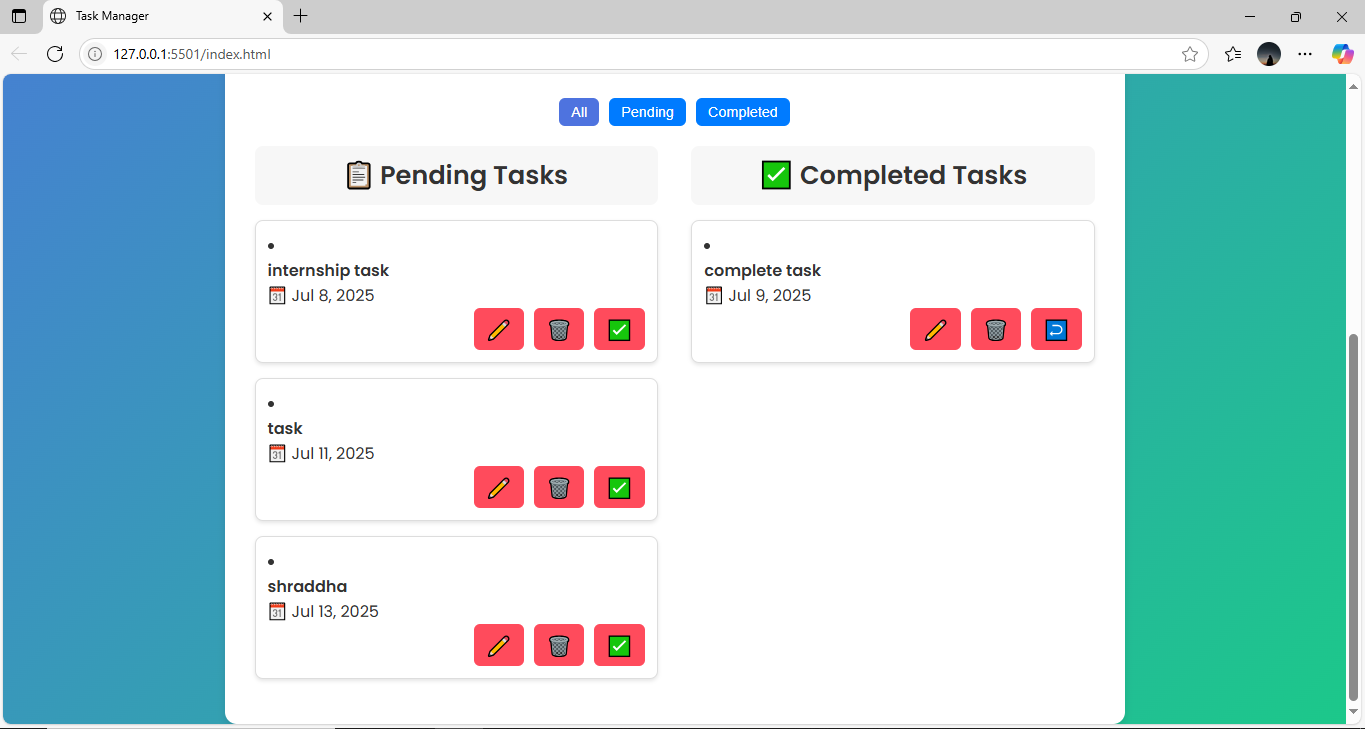 Task Manager
127.0.0.1:5501/index.html
All Pending Completed
📋 Pending Tasks
✅ Completed Tasks
•
internship task
📅 Jul 8, 2025
•
complete task
📅 Jul 9, 2025
•
task
📅 Jul 11, 2025
•
shraddha
📅 Jul 13, 2025